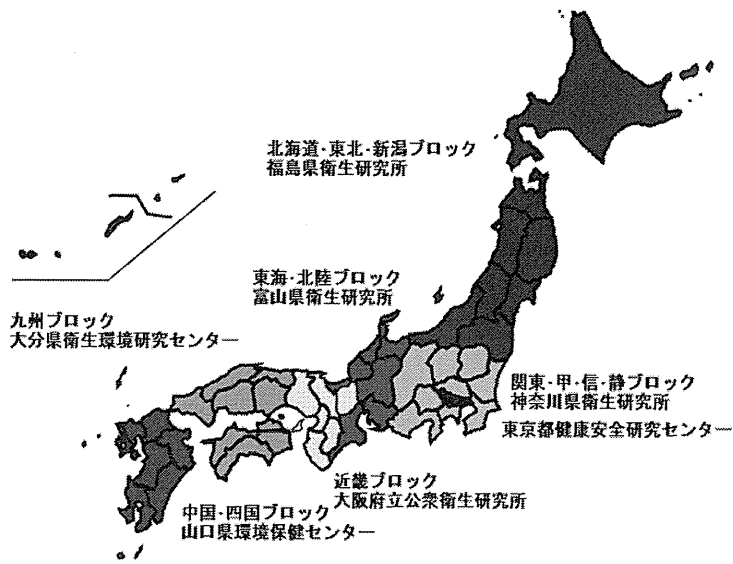 北海道・東北・新潟ブロック
福島県衛生研究所
東海・北陸ブロック
富山県衛生研究所
九州ブロック
大分県衛生環境研究センター
関東・甲・信・静ブロック
神奈川県衛生研究所
東京都健康安全研究センター
近畿ブロック
大阪府立公衆衛生研究所
中国・四国ブロック
山口県環境保健センター